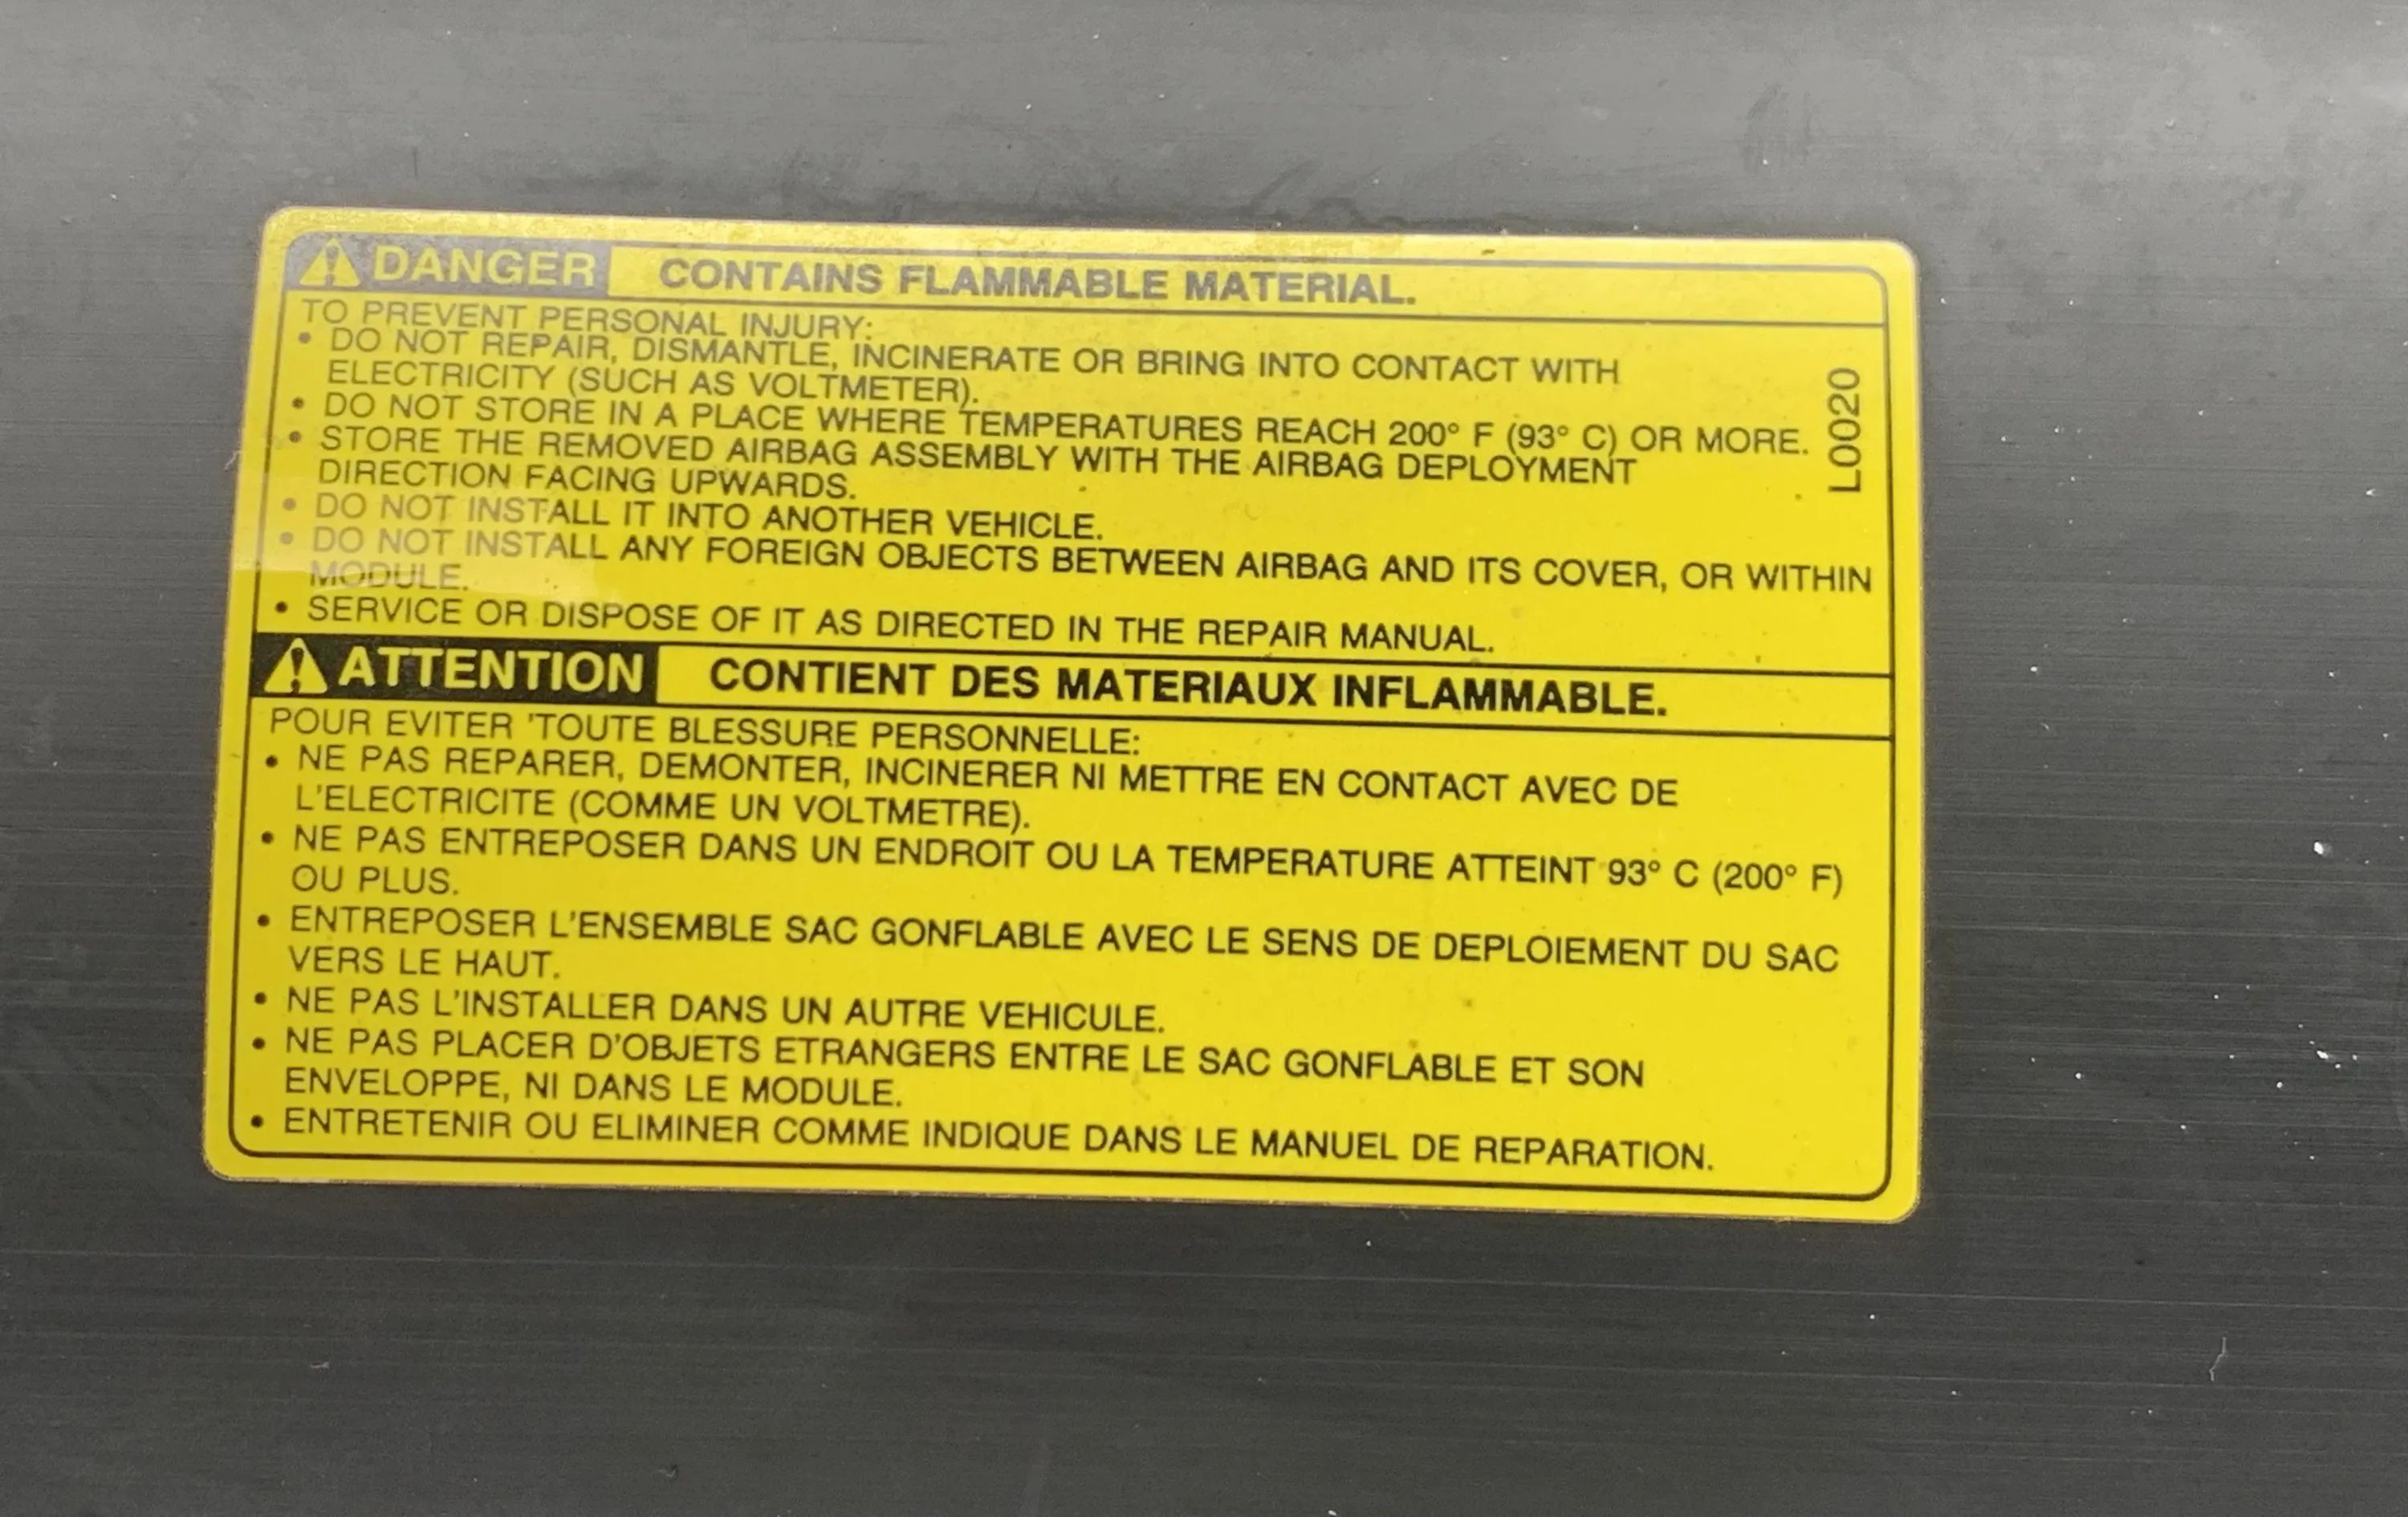 DANGER CONTAINS FLAMMABLE MATERIAL.
TO PREVENT PERSONAL INJURY:
• DO NOT REPAIR, DISMANTLE, INCINERATE OR BRING INTO CONTACT WITH
ELECTRICITY (SUCH AS VOLTMETER).
• DO NOT STORE IN A PLACE WHERE TEMPERATURES REACH 200° F (93° C) OR MORE.
• STORE THE REMOVED AIRBAG ASSEMBLY WITH THE AIRBAG DEPLOYMENT
DIRECTION FACING UPWARDS.
• DO NOT INSTALL IT INTO ANOTHER VEHICLE.
• DO NOT INSTALL ANY FOREIGN OBJECTS BETWEEN AIRBAG AND ITS COVER, OR WITHIN
MODULE.
• SERVICE OR DISPOSE OF IT AS DIRECTED IN THE REPAIR MANUAL.
L0020
ATTENTION CONTIENT DES MATERIAUX INFLAMMABLE.
POUR EVITER 'TOUTE BLESSURE PERSONNELLE:
• NE PAS REPARER, DEMONTER, INCINERER NI METTRE EN CONTACT AVEC DE
L'ELECTRICITE (COMME UN VOLTMETRE).
• NE PAS ENTREPOSER DANS UN ENDROIT OU LA TEMPERATURE ATTEINT 93° C (200° F)
OU PLUS.
• ENTREPOSER L'ENSEMBLE SAC GONFLABLE AVEC LE SENS DE DEPLOIEMENT DU SAC
VERS LE HAUT.
• NE PAS L'INSTALLER DANS UN AUTRE VEHICULE.
• NE PAS PLACER D'OBJETS ETRANGERS ENTRE LE SAC GONFLABLE ET SON
ENVELOPPE, NI DANS LE MODULE.
• ENTRETENIR OU ELIMINER COMME INDIQUE DANS LE MANUEL DE REPARATION.